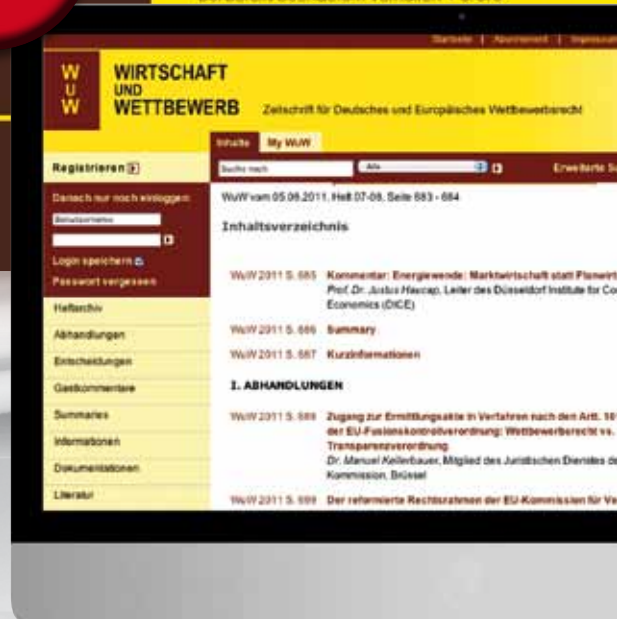 Startseite | Abonnement | Impressum
W
U
W
WIRTSCHAFT
UND
WETTBEWERB
Zeitschrift für Deutsches und Europäisches Wettbewerbsrecht
Inhalte My WuW
Registrieren
Suche nach Alle Erweiterte Su
Danach nur noch einloggen:
Benutzername
Login speichern
Passwort vergessen
Heftarchiv
Abhandlungen
Entscheidungen
Gastkommentare
Summaries
Informationen
Dokumentationen
Literatur
WuW vom 05.08.2011, Heft 07-08, Seite 683 - 684
Inhaltsverzeichnis
WuW 2011 S. 685 Kommentar: Energiewende: Marktwirtschaft statt Planwirt
Prof. Dr. Justus Haucap, Leiter des Düsseldorf Institute for Co
Economics (DICE)
WuW 2011 S. 686 Summary
WuW 2011 S. 687 Kurzinformationen
I. ABHANDLUNGEN
WuW 2011 S. 688 Zugang zur Ermittlungsakte in Verfahren nach den Artt. 101
der EU-Fusionskontrollverordnung: Wettbewerbsrecht vs.
Transparenzverordnung
Dr. Manuel Kellerbauer, Mitglied des Juristischen Dienstes de
Kommission, Brüssel
WuW 2011 S. 699 Der reformierte Rechtsrahmen der EU-Kommission für Ve